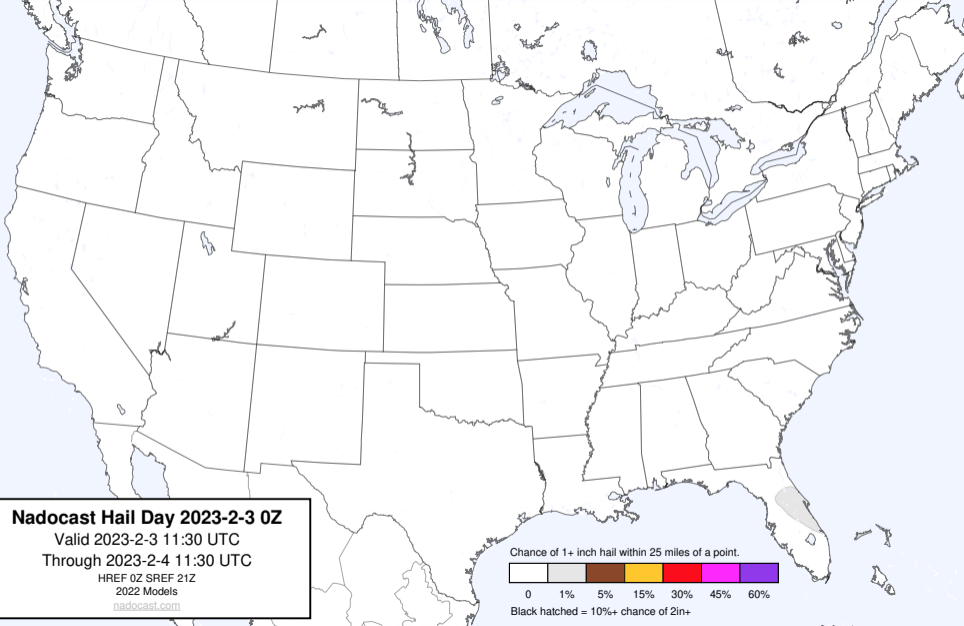 Nadocast Hail Day 2023-2-3 0Z
Valid 2023-2-3 11:30 UTC
Through 2023-2-4 11:30 UTC
HREF 0Z SREF 21Z
2022 Models
nadocast.com
Chance of 1+ inch hail within 25 miles of a point.
0 1% 5% 15% 30% 45% 60%
Black hatched = 10%+ chance of 2in+